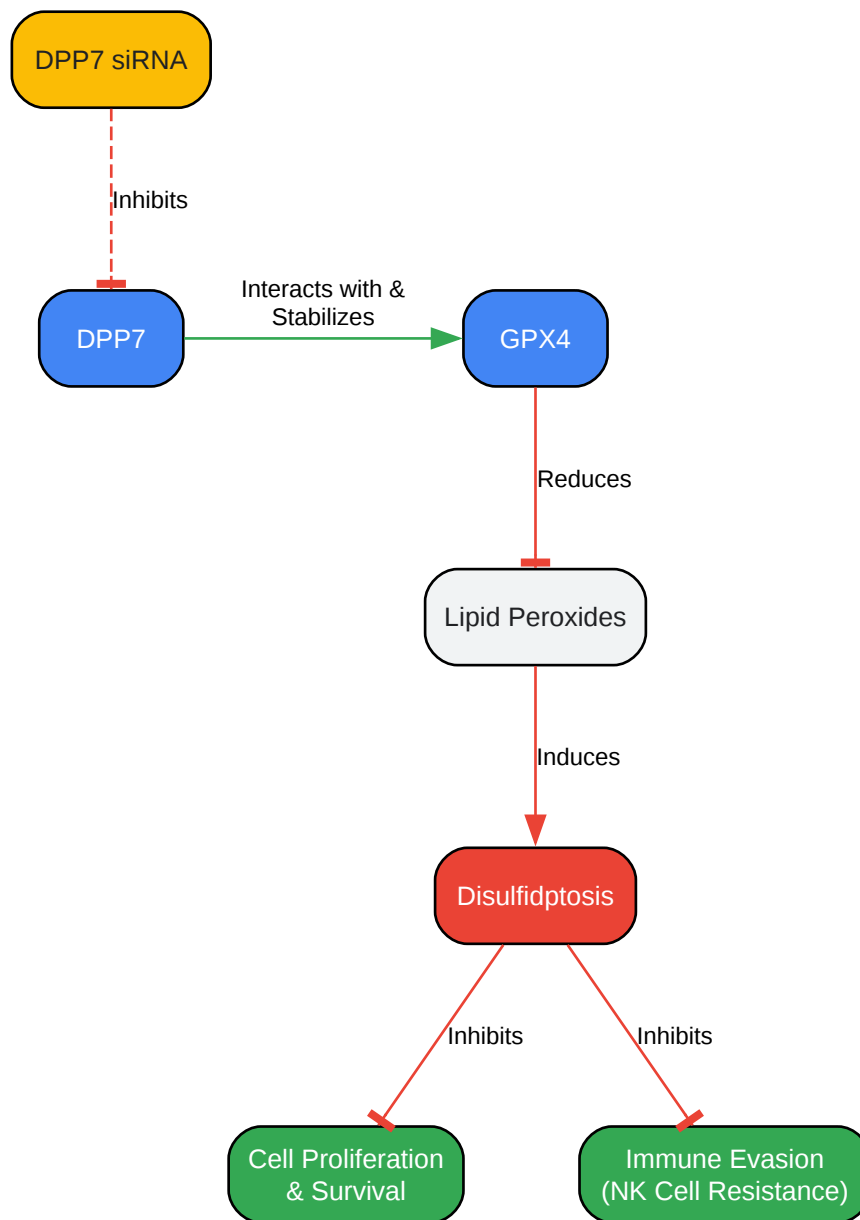 DPP7 siRNA
Inhibits
Interacts with &
Stabilizes
DPP7
GPX4
Reduces
Lipid Peroxides
Induces
Disulfidptosis
Inhibits
Inhibits
Cell Proliferation
& Survival
Immune Evasion
(NK Cell Resistance)